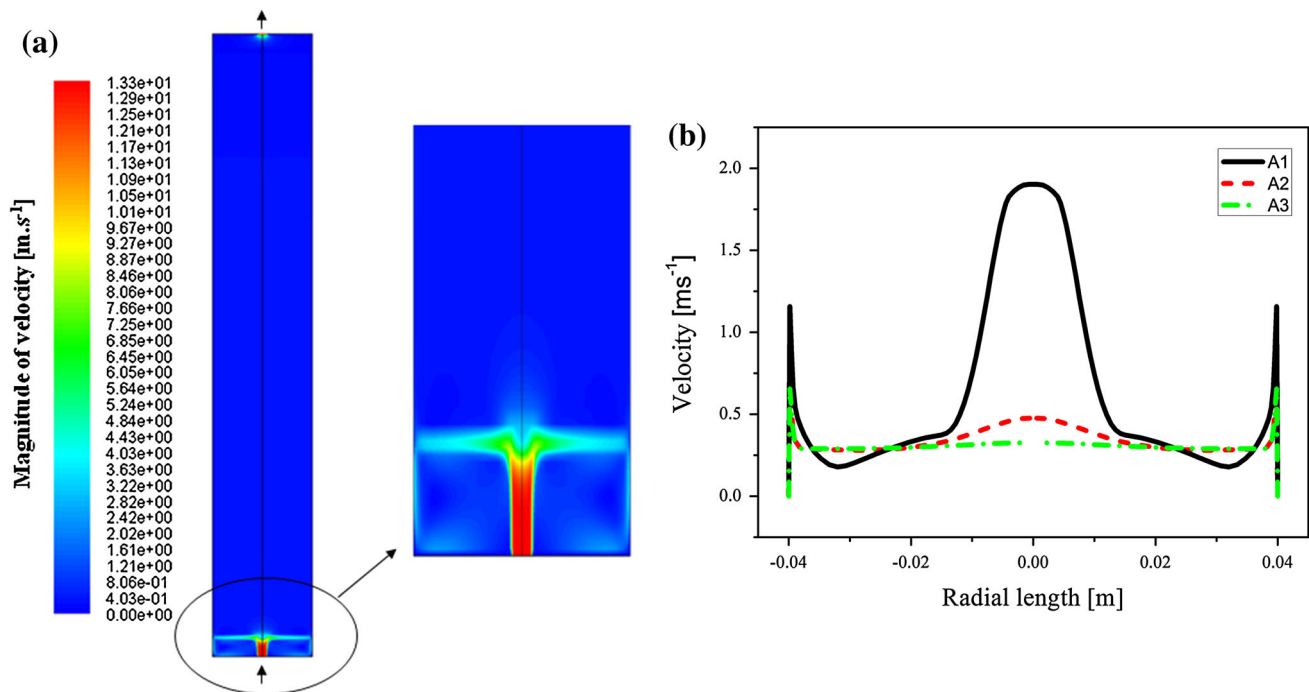 (a)
Magnitude of velocity [m.s⁻¹]
1.33e+01
1.29e+01
1.25e+01
1.21e+01
1.17e+01
1.13e+01
1.09e+01
1.05e+01
1.01e+01
9.67e+00
9.27e+00
8.87e+00
8.46e+00
8.06e+00
7.66e+00
7.25e+00
6.85e+00
6.45e+00
6.05e+00
5.64e+00
5.24e+00
4.84e+00
4.43e+00
4.03e+00
3.63e+00
3.22e+00
2.82e+00
2.42e+00
2.02e+00
1.61e+00
1.21e+00
8.06e-01
4.03e-01
0.00e+00
(b)
A1
A2
A3
Velocity [ms⁻¹]
2.0
1.5
1.0
0.5
0.0
-0.04 -0.02 0.00 0.02 0.04
Radial length [m]